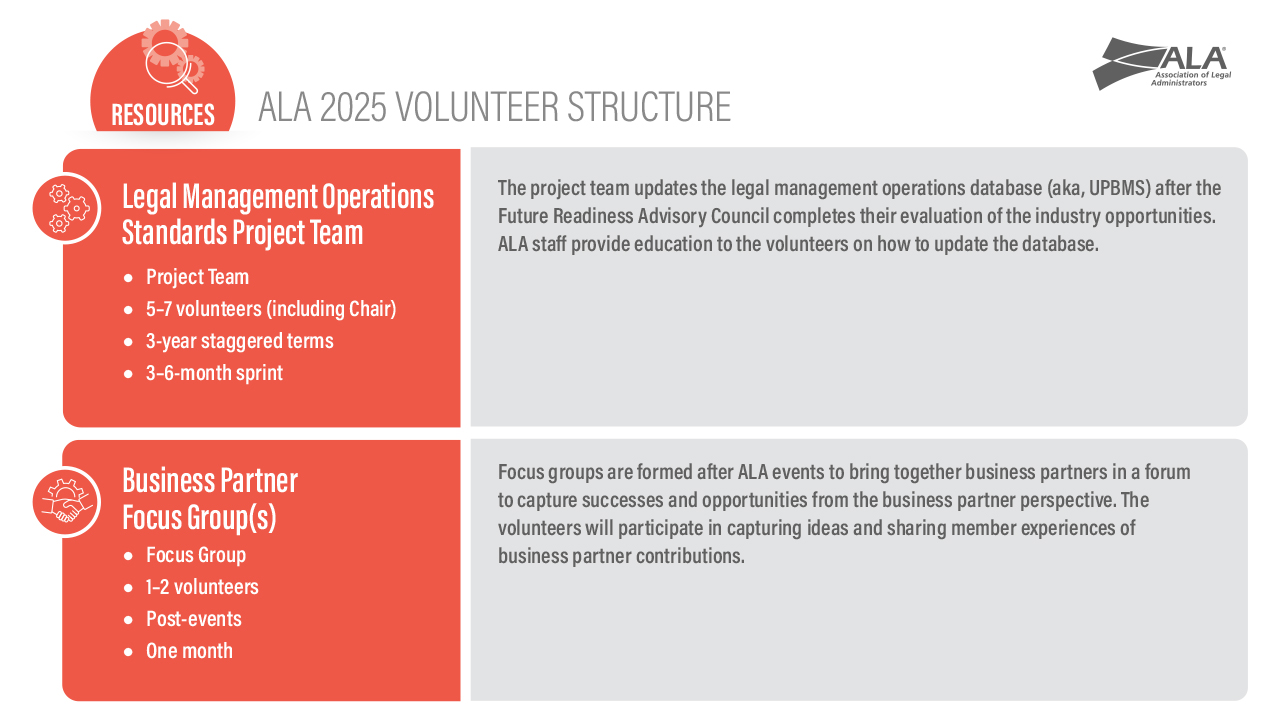 RESOURCES
ALA 2025 VOLUNTEER STRUCTURE
ALA®
Association of Legal
Administrators
Legal Management Operations
Standards Project Team
● Project Team
● 5–7 volunteers (including Chair)
● 3-year staggered terms
● 3–6-month sprint
The project team updates the legal management operations database (aka, UPBMS) after the
Future Readiness Advisory Council completes their evaluation of the industry opportunities.
ALA staff provide education to the volunteers on how to update the database.
Business Partner
Focus Group(s)
● Focus Group
● 1–2 volunteers
● Post-events
● One month
Focus groups are formed after ALA events to bring together business partners in a forum
to capture successes and opportunities from the business partner perspective. The
volunteers will participate in capturing ideas and sharing member experiences of
business partner contributions.